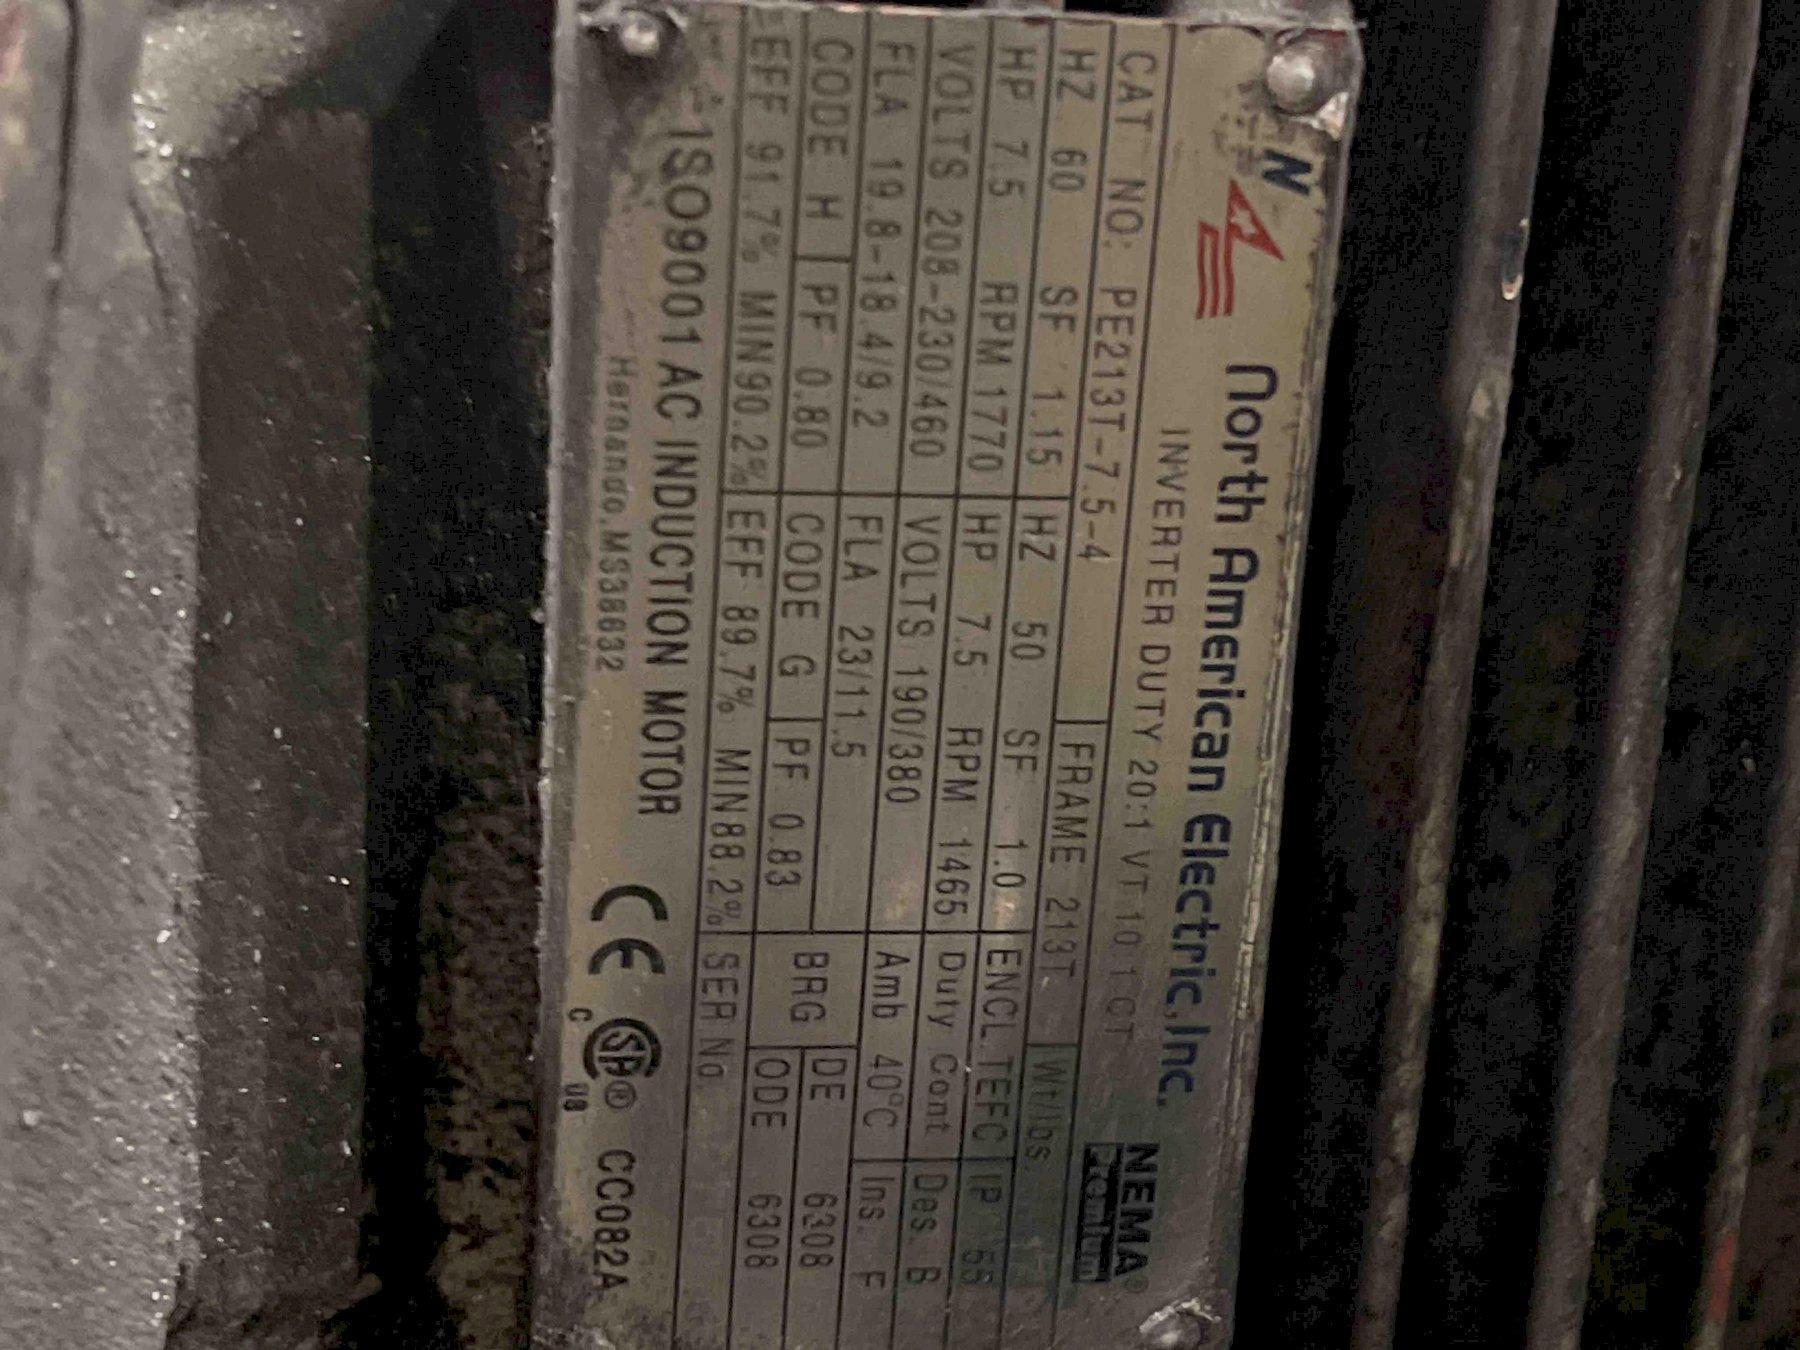 N
North American Electric, Inc.
INVERTER DUTY 20:1 VT 10:1 CT
NEMA® Premium
CAT NO: PE213T-7.5-4 FRAME 213T Wt/lbs.
HZ 60 SF 1.15 HZ 50 SF 1.0 ENCL TEFC IP 55
HP 7.5 RPM 1770 HP 7.5 RPM 1465 Duty Cont Des. B
VOLTS 208-230/460 VOLTS 190/380 Amb 40°C Ins. F
FLA 19.8-18.4/9.2 FLA 23/11.5 BRG DE 6308
CODE H PF 0.80 CODE G PF 0.83 ODE 6308
EFF 91.7% MIN90.2% EFF 89.7% MIN88.2% SER No.
ISO9001 AC INDUCTION MOTOR CE C SP® US CC082A
Hernando, MS38632